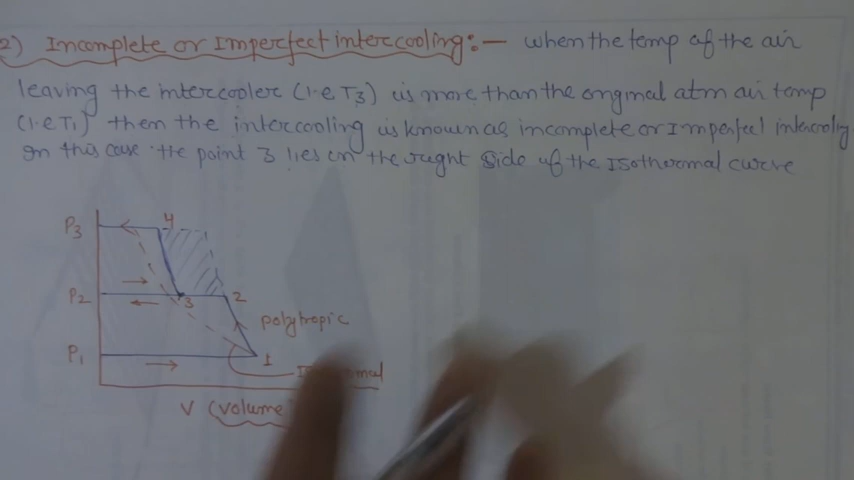 2) Incomplete or Imperfect intercooling:- when the temp of the air
leaving the intercooler (i.e T3) is more than the original atm air temp
(i.e T1) then the intercooling is known as incomplete or Imperfect intercooling
In this case the point 3 lies on the right side of the Isothermal curve
P3
4
P2
3
2
polytropic
P1
1
V (volume